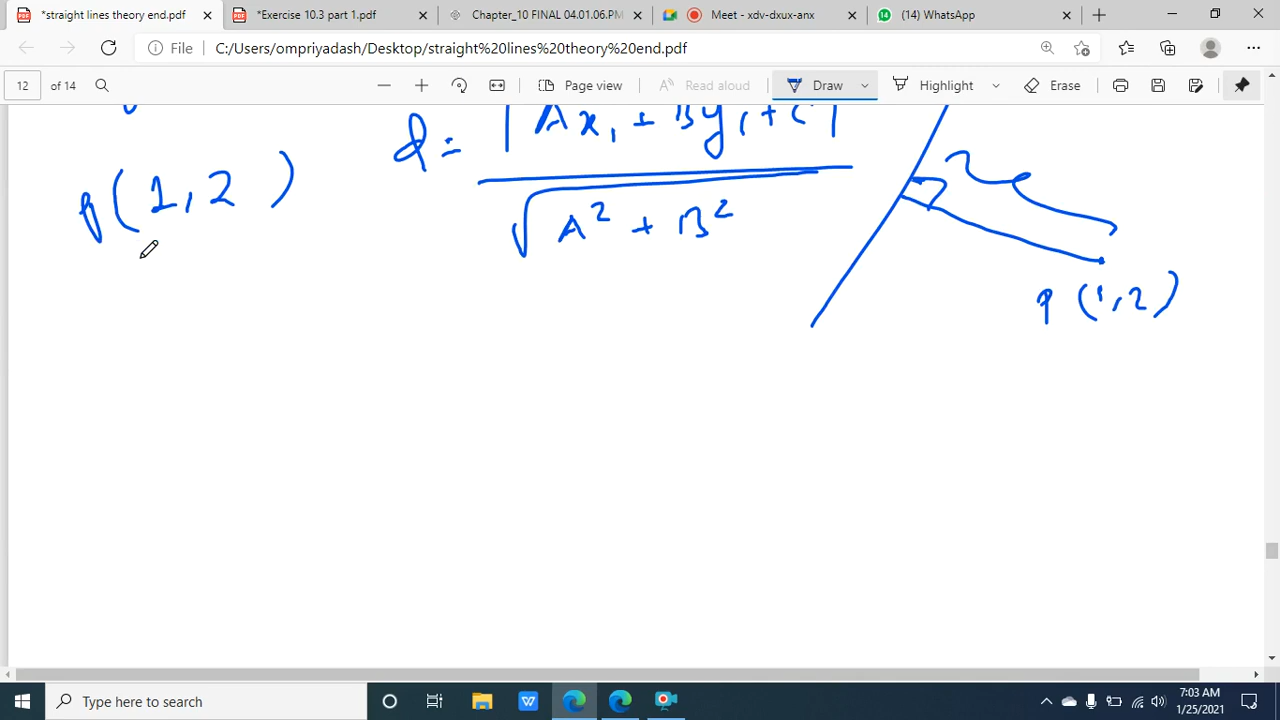 *straight lines theory end.pdf
*Exercise 10.3 part 1.pdf
Chapter_10 FINAL 04.01.06.PM
Meet - xdv-dxux-anx
(14) WhatsApp
File C:/Users/ompriyadash/Desktop/straight%20lines%20theory%20end.pdf
12 of 14 Page view Read aloud Draw Highlight Erase
P(1,2) d = |Ax₁ + By₁ + C|
√A² + B²
P(1,2)
Type here to search
7:03 AM
1/25/2021